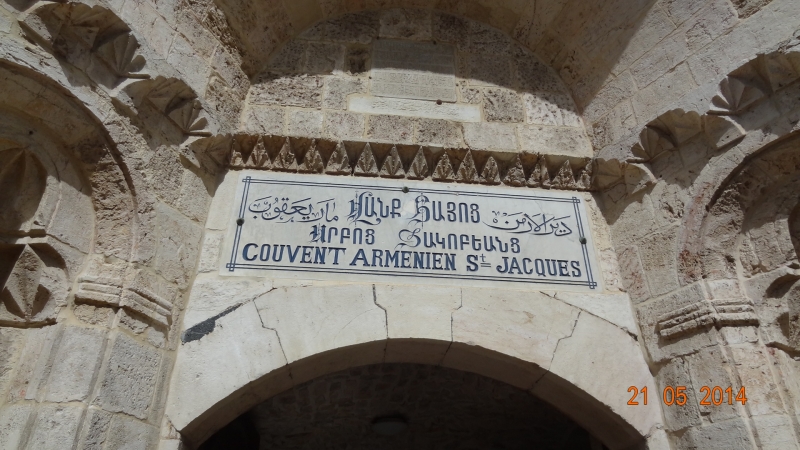 مار يعقوب ՎԱՆՔ ՀԱՅՈՑ دير الارمن
ՍՐԲՈՑ ՅԱԿՈԲԵԱՆՑ
COUVENT ARMENIEN St JACQUES
21 05 2014